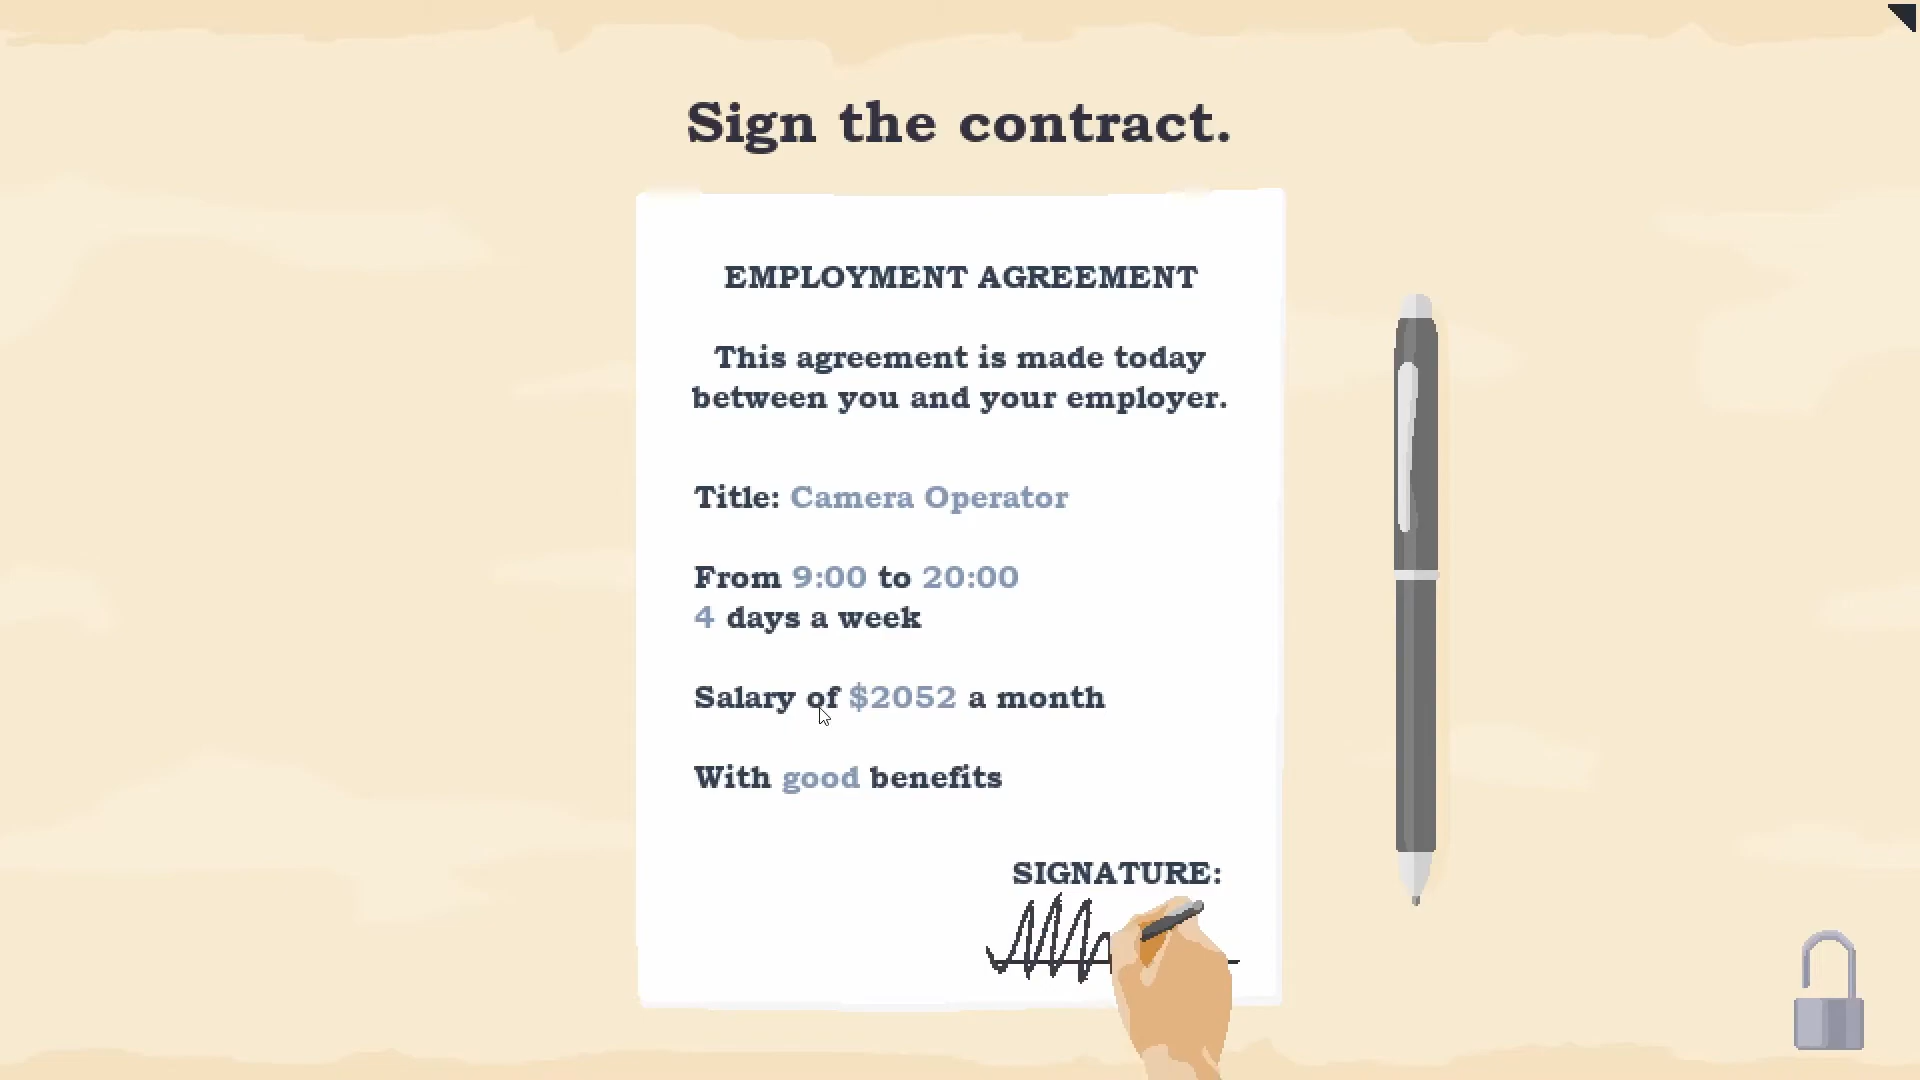 Sign the contract.
EMPLOYMENT AGREEMENT
This agreement is made today
between you and your employer.
Title: Camera Operator
From 9:00 to 20:00
4 days a week
Salary of $2052 a month
With good benefits
SIGNATURE: